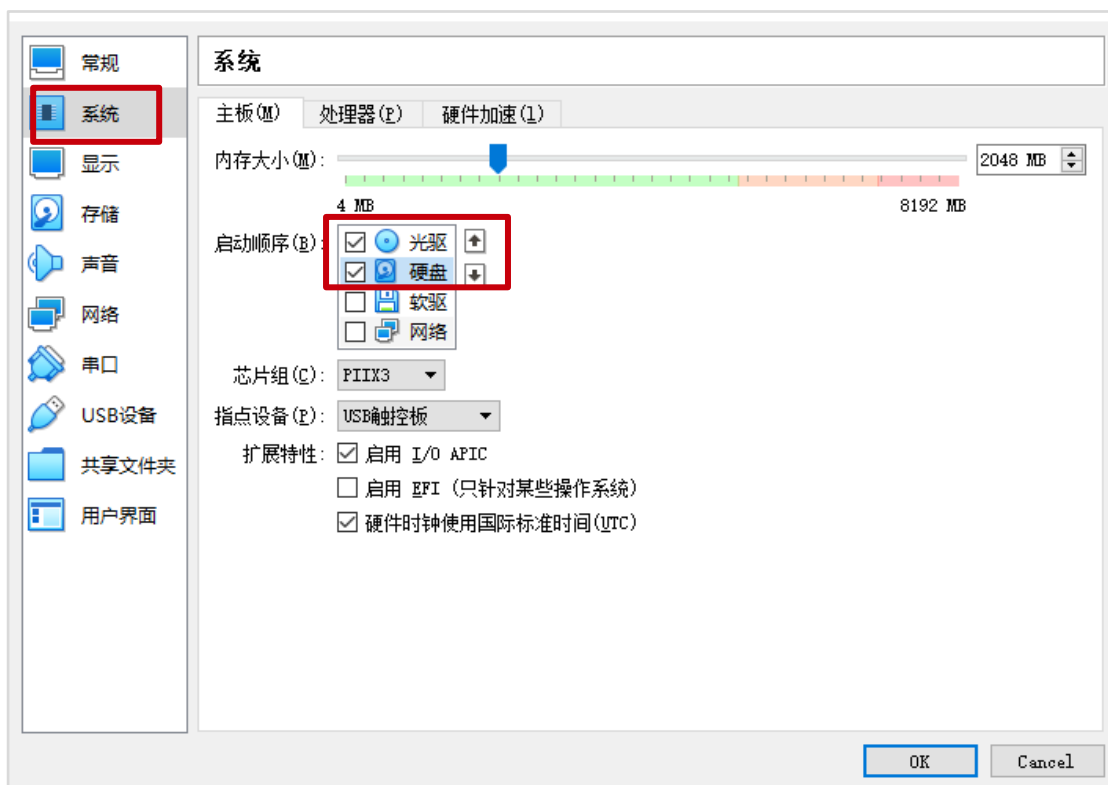 常规
系统
显示
存储
声音
网络
串口
USB设备
共享文件夹
用户界面
系统
主板(M) 处理器(P) 硬件加速(l)
内存大小(M): 2048 MB
4 MB 8192 MB
启动顺序(B): 光驱
硬盘
软驱
网络
芯片组(C): PIIX3
指点设备(P): USB触控板
扩展特性: 启用 I/O APIC
启用 EFI (只针对某些操作系统)
硬件时钟使用国际标准时间(UTC)
OK Cancel